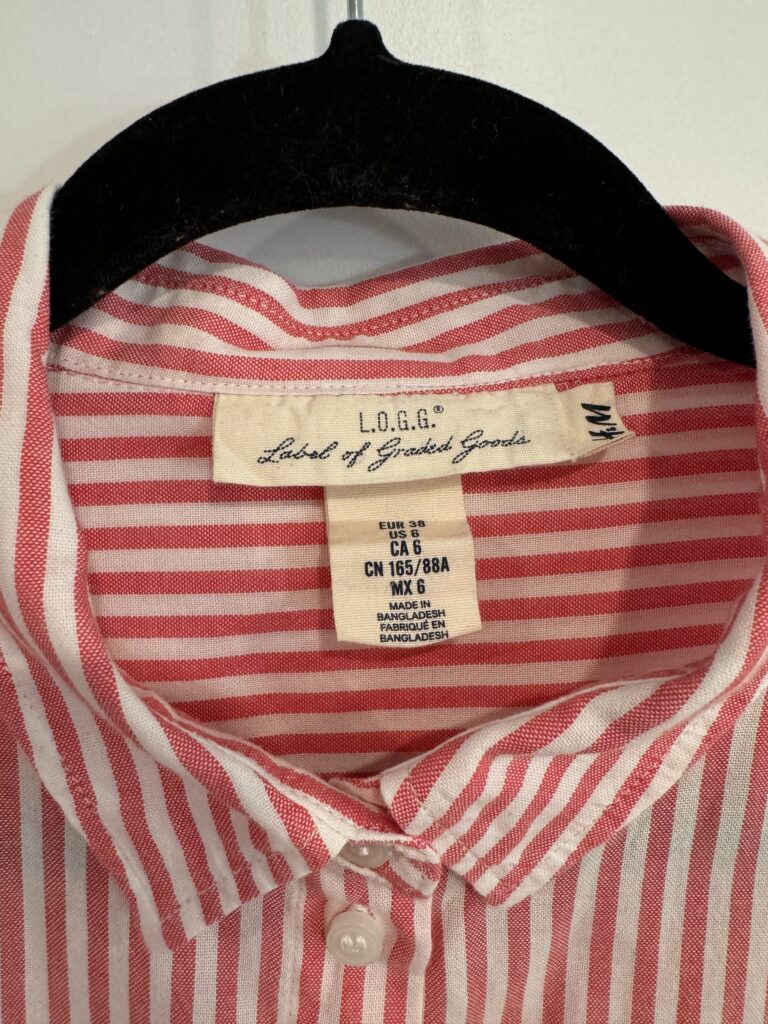 L.O.G.G.®
Label of Graded Goods
H&M
EUR 38
US 6
CA 6
CN 165/88A
MX 6
MADE IN
BANGLADESH
FABRIQUÉ EN
BANGLADESH